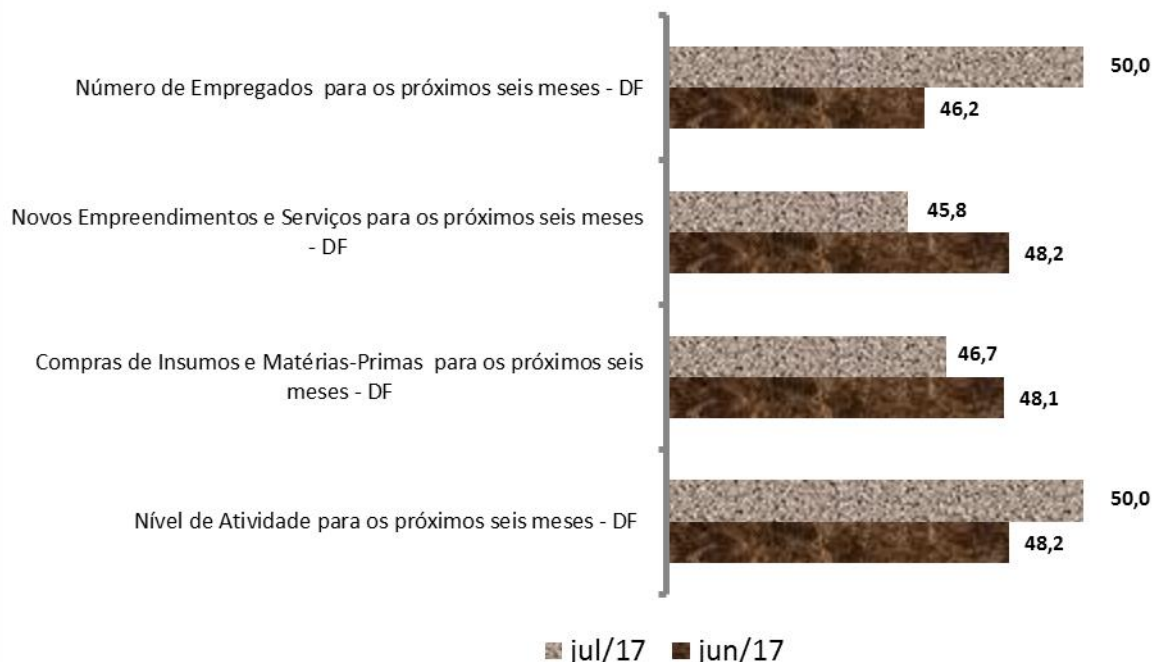 Número de Empregados para os próximos seis meses - DF
50,0
46,2
Novos Empreendimentos e Serviços para os próximos seis meses
- DF
45,8
48,2
Compras de Insumos e Matérias-Primas para os próximos seis
meses - DF
46,7
48,1
Nível de Atividade para os próximos seis meses - DF
50,0
48,2
jul/17 jun/17